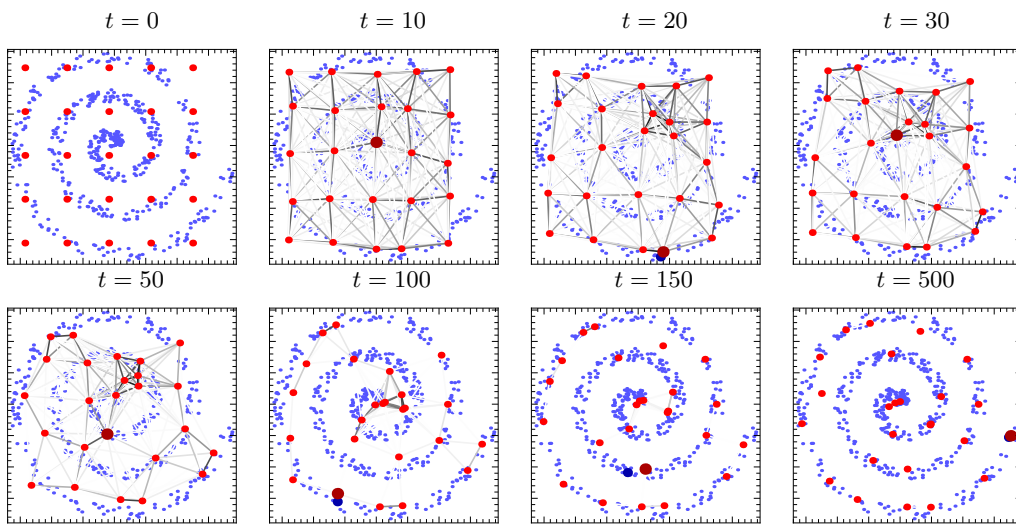 t = 0 t = 10 t = 20 t = 30
t = 50 t = 100 t = 150 t = 500